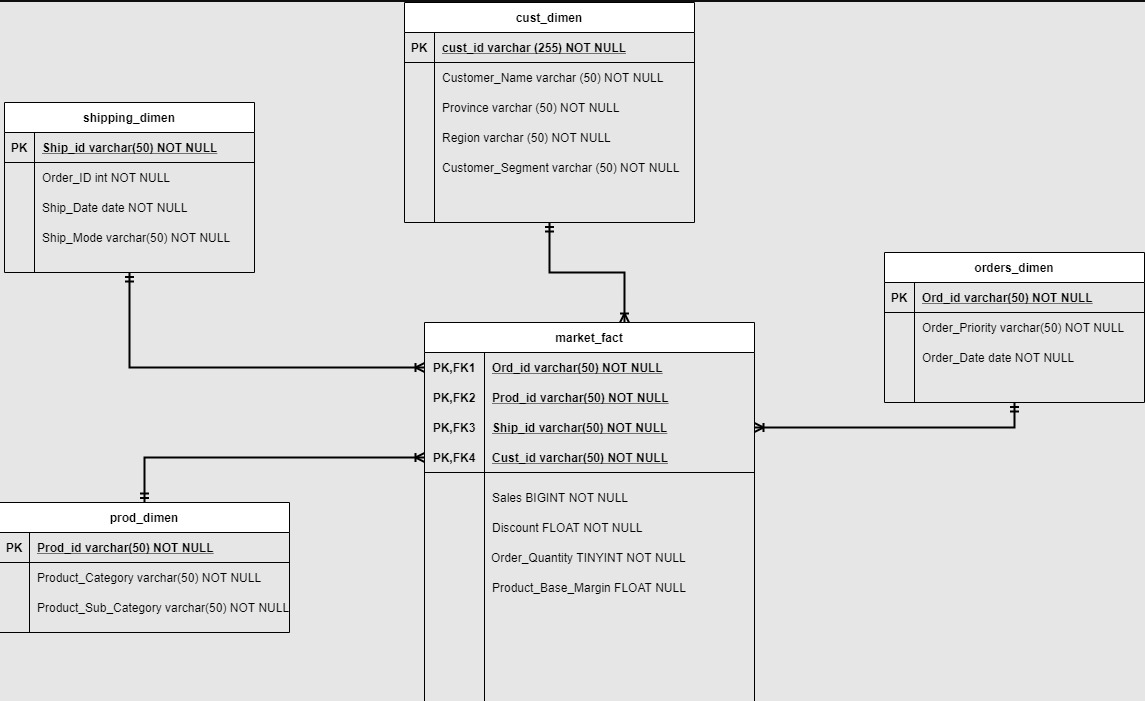 cust_dimen
PK cust_id varchar (255) NOT NULL
Customer_Name varchar (50) NOT NULL
Province varchar (50) NOT NULL
Region varchar (50) NOT NULL
Customer_Segment varchar (50) NOT NULL
shipping_dimen
PK Ship_id varchar(50) NOT NULL
Order_ID int NOT NULL
Ship_Date date NOT NULL
Ship_Mode varchar(50) NOT NULL
orders_dimen
PK Ord_id varchar(50) NOT NULL
Order_Priority varchar(50) NOT NULL
Order_Date date NOT NULL
market_fact
PK,FK1 Ord_id varchar(50) NOT NULL
PK,FK2 Prod_id varchar(50) NOT NULL
PK,FK3 Ship_id varchar(50) NOT NULL
PK,FK4 Cust_id varchar(50) NOT NULL
Sales BIGINT NOT NULL
Discount FLOAT NOT NULL
Order_Quantity TINYINT NOT NULL
Product_Base_Margin FLOAT NOT NULL
prod_dimen
PK Prod_id varchar(50) NOT NULL
Product_Category varchar(50) NOT NULL
Product_Sub_Category varchar(50) NOT NULL